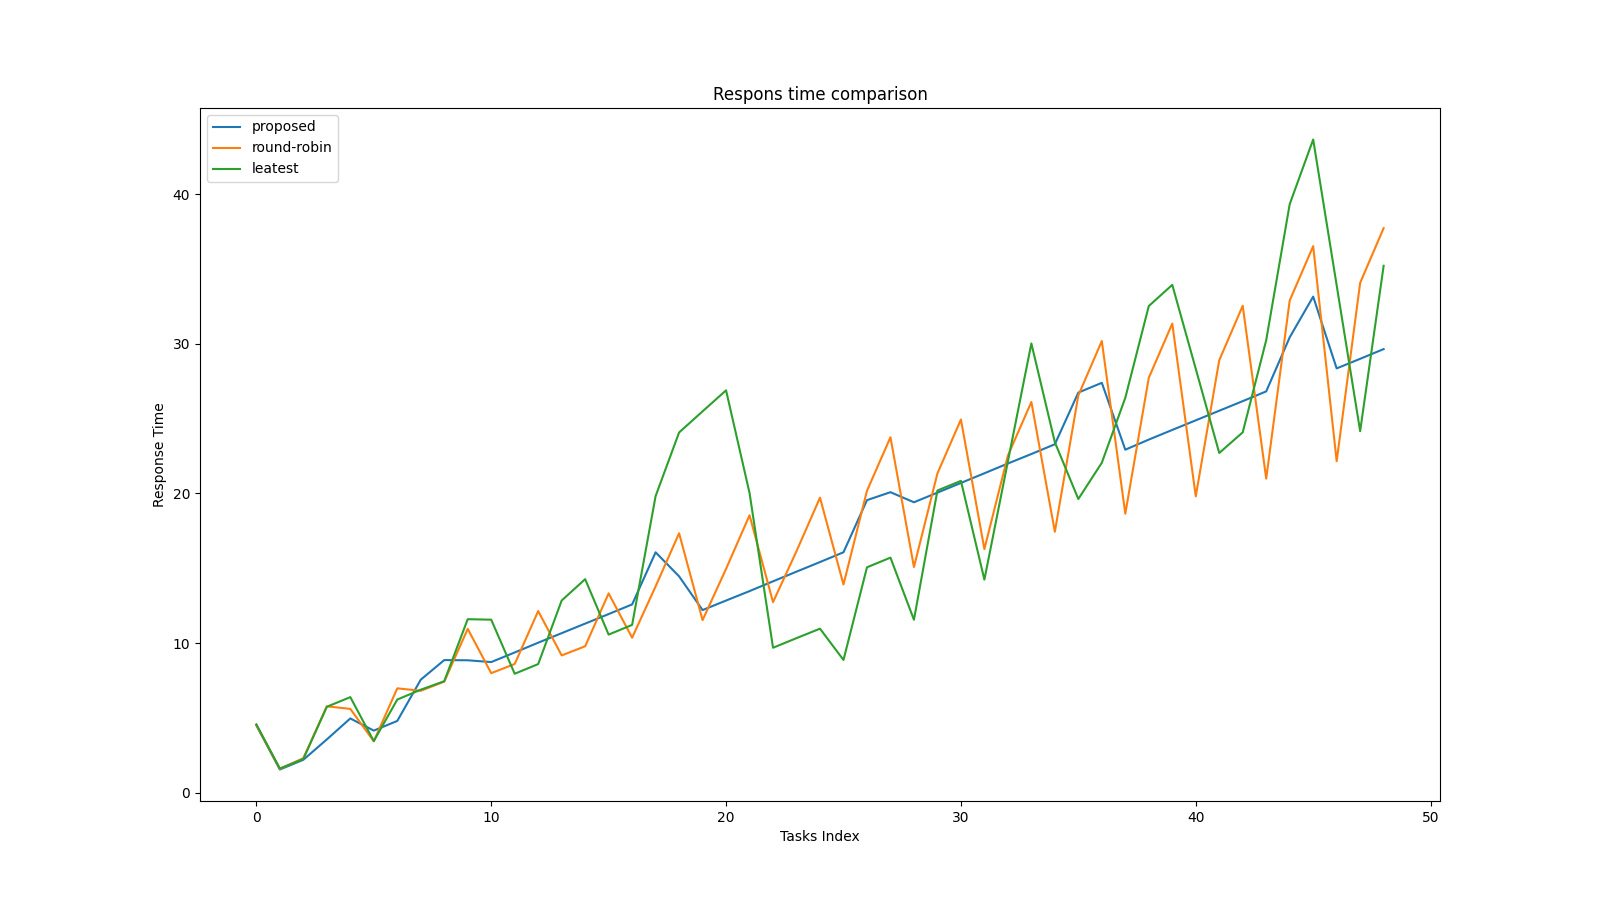 Respons time comparison
proposed
round-robin
leatest
40
30
20
10
0
Response Time
0 10 20 30 40 50
Tasks Index